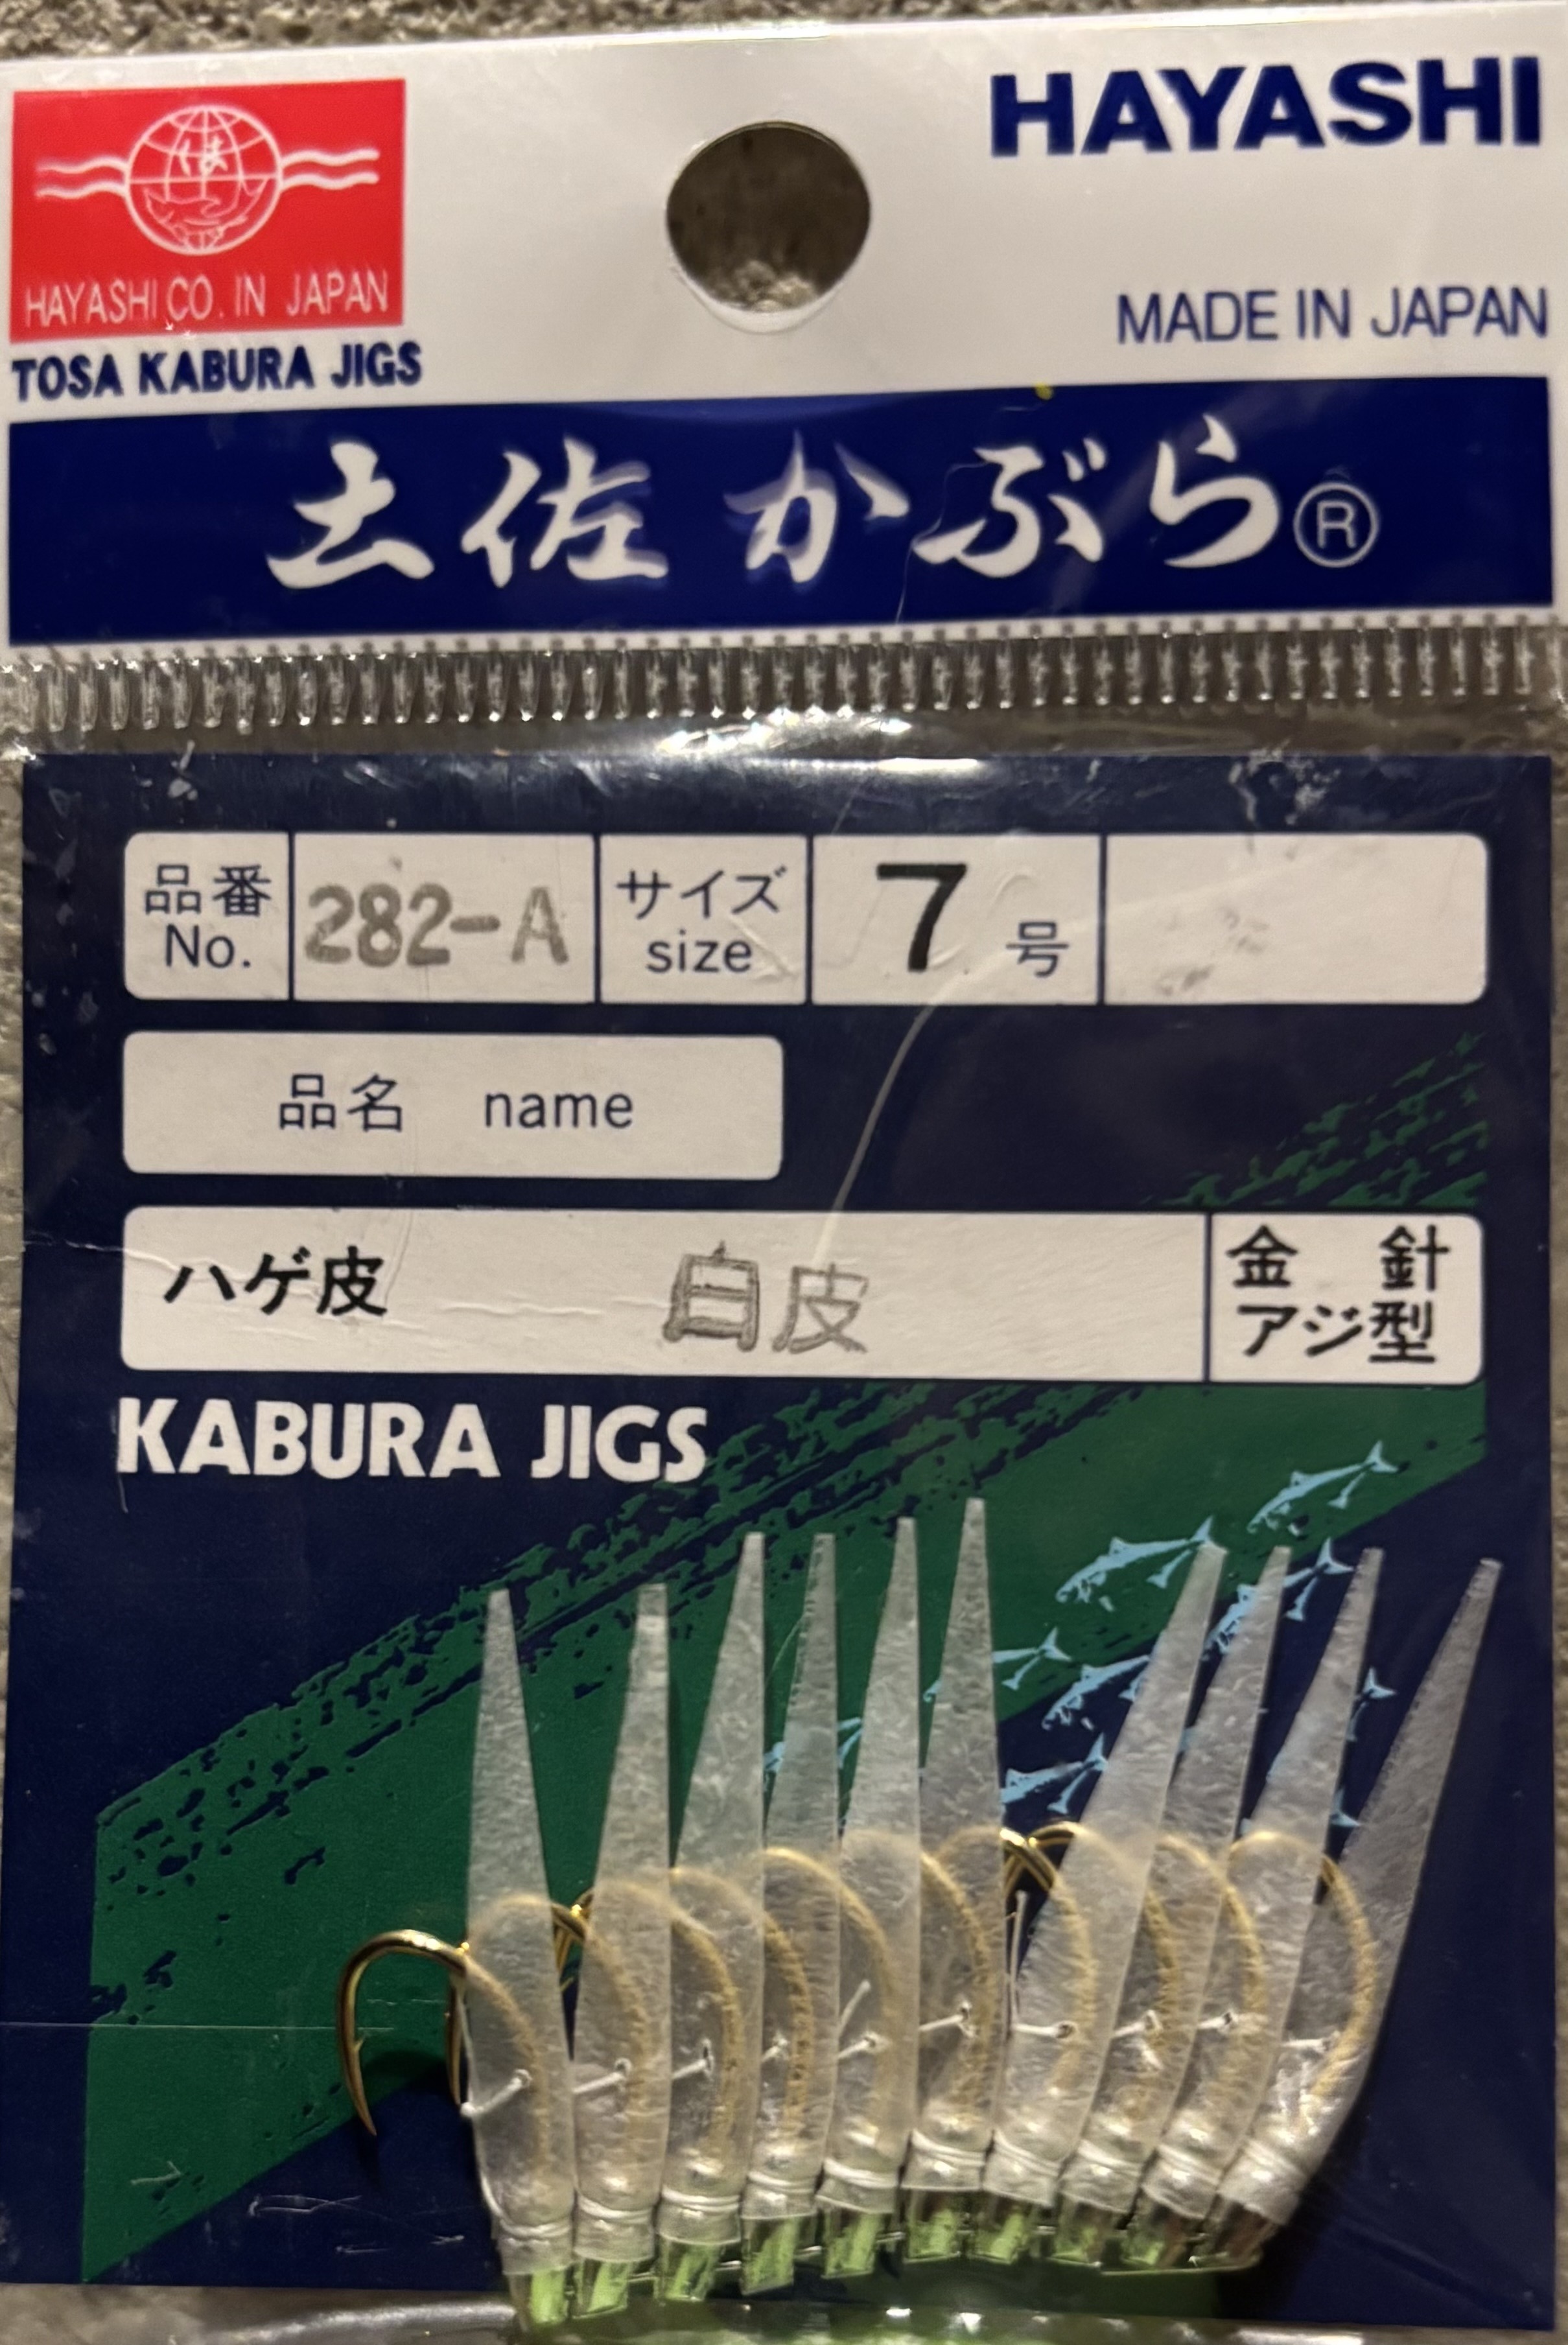 HAYASHI
は
HAYASHI CO. IN JAPAN
MADE IN JAPAN
TOSA KABURA JIGS
土佐かぶら®
品番 No. 282-A サイズ size 7号
品名 name
ハゲ皮 白皮 金針 アジ型
KABURA JIGS